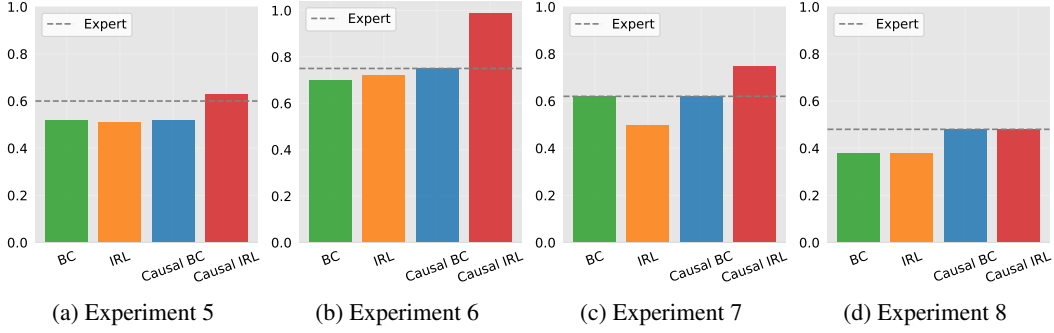 1.0
0.8
0.6
0.4
0.2
0.0
Expert
BC
IRL
Causal BC
Causal IRL
(a) Experiment 5
1.0
0.8
0.6
0.4
0.2
0.0
Expert
BC
IRL
Causal BC
Causal IRL
(b) Experiment 6
1.0
0.8
0.6
0.4
0.2
0.0
Expert
BC
IRL
Causal BC
Causal IRL
(c) Experiment 7
1.0
0.8
0.6
0.4
0.2
0.0
Expert
BC
IRL
Causal BC
Causal IRL
(d) Experiment 8